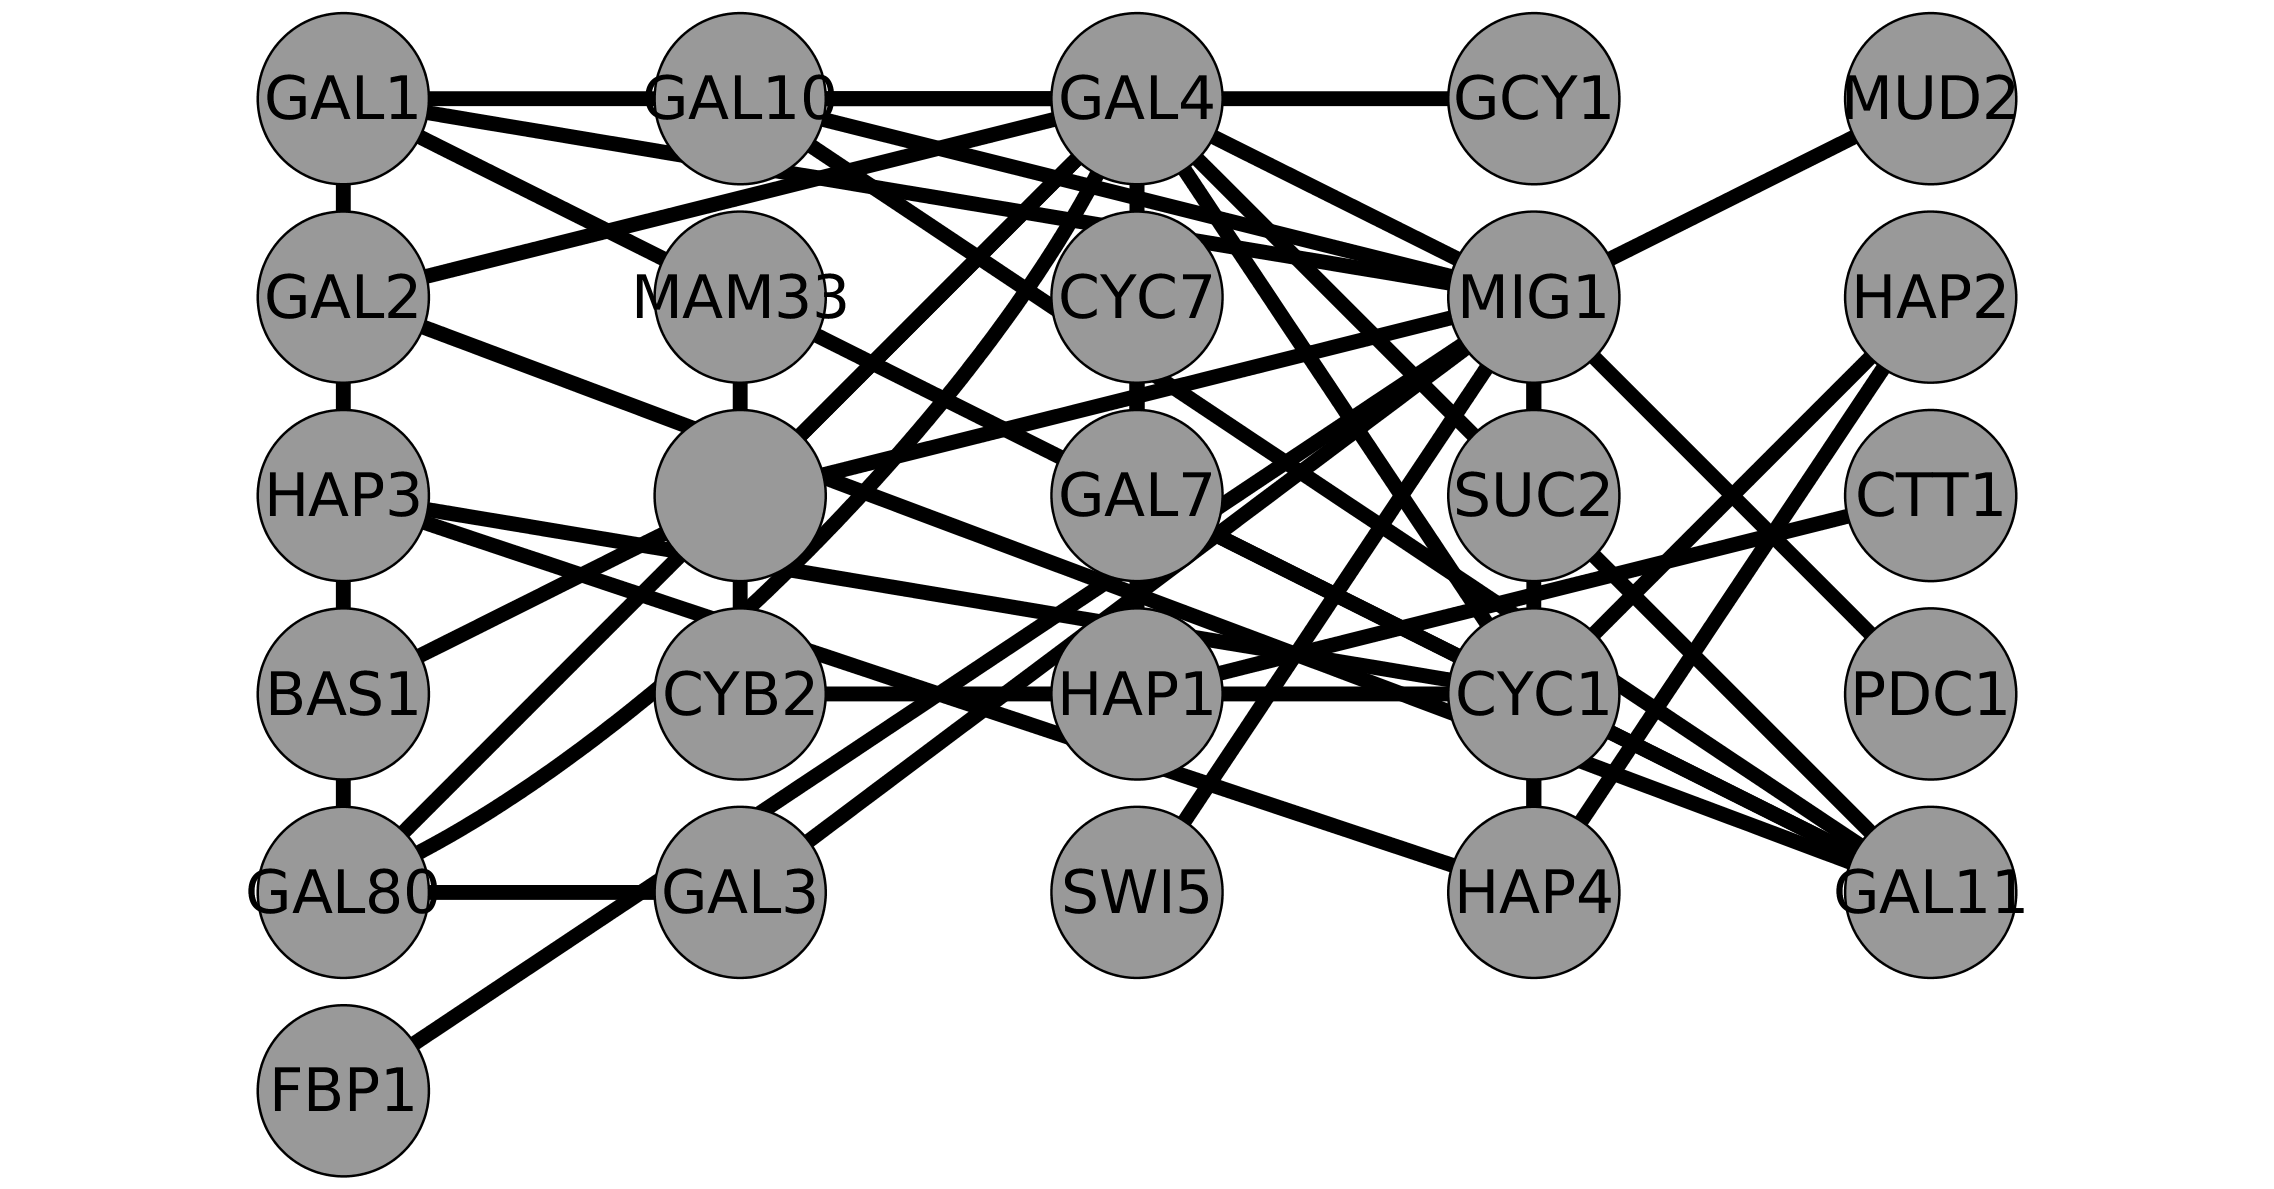 GAL1 GAL10 GAL4 GCY1 MUD2
GAL2 MAM33 CYC7 MIG1 HAP2
HAP3 GAL7 SUC2 CTT1
BAS1 CYB2 HAP1 CYC1 PDC1
GAL80 GAL3 SWI5 HAP4 GAL11
FBP1